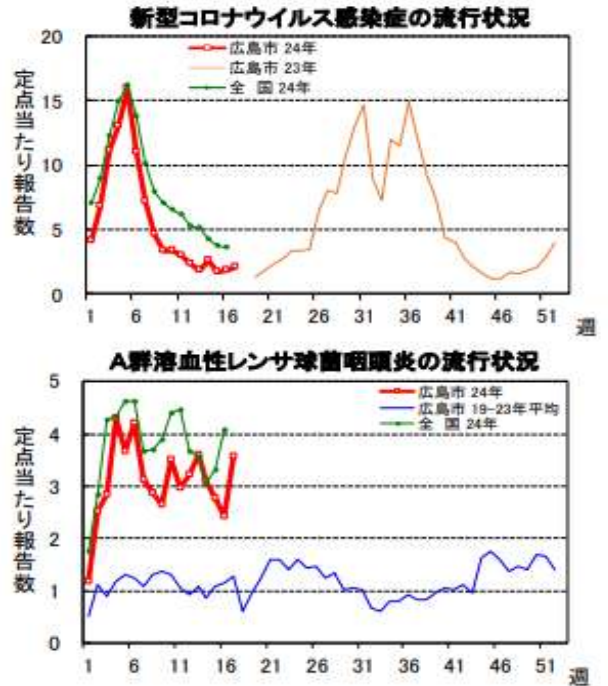 新型コロナウイルス感染症の流行状況
広島市 24年
広島市 23年
全 国 24年
定点当たり報告数
20
15
10
5
0
1 6 11 16 21 26 31 36 41 46 51 週
A群溶血性レンサ球菌咽頭炎の流行状況
広島市 24年
広島市 19-23年平均
全 国 24年
定点当たり報告数
5
4
3
2
1
0
1 6 11 16 21 26 31 36 41 46 51 週